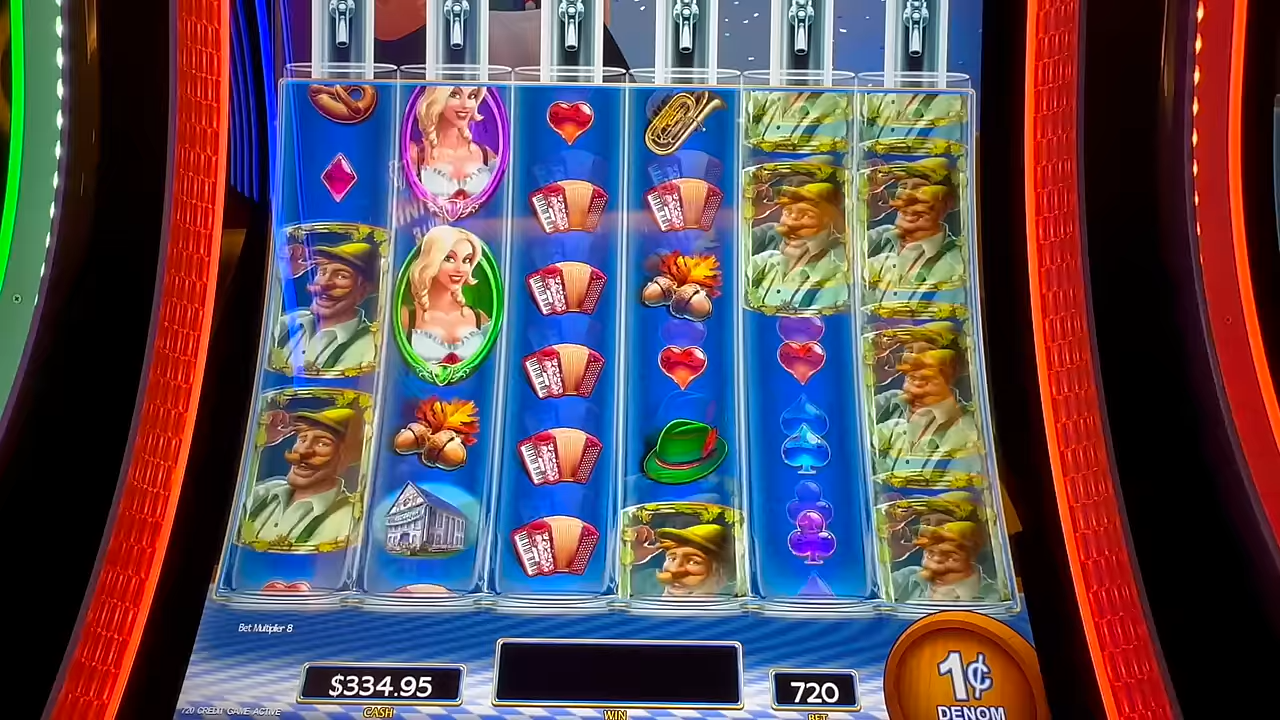 Bet Multiplier 8
$334.95
720
1¢
720 CREDIT GAME ACTIVE
CASH
WIN
BET
DENOM